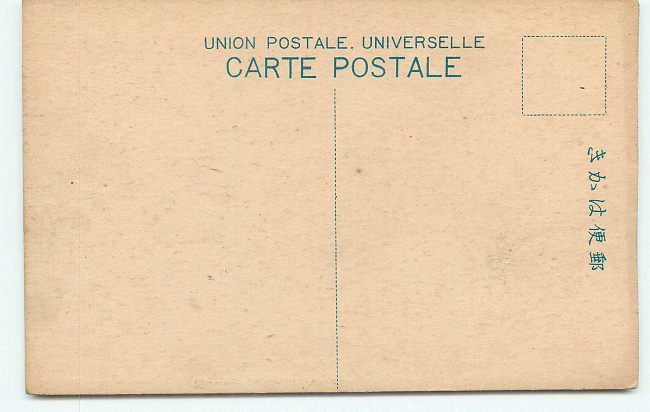 UNION POSTALE. UNIVERSELLE
CARTE POSTALE
郵便はかき